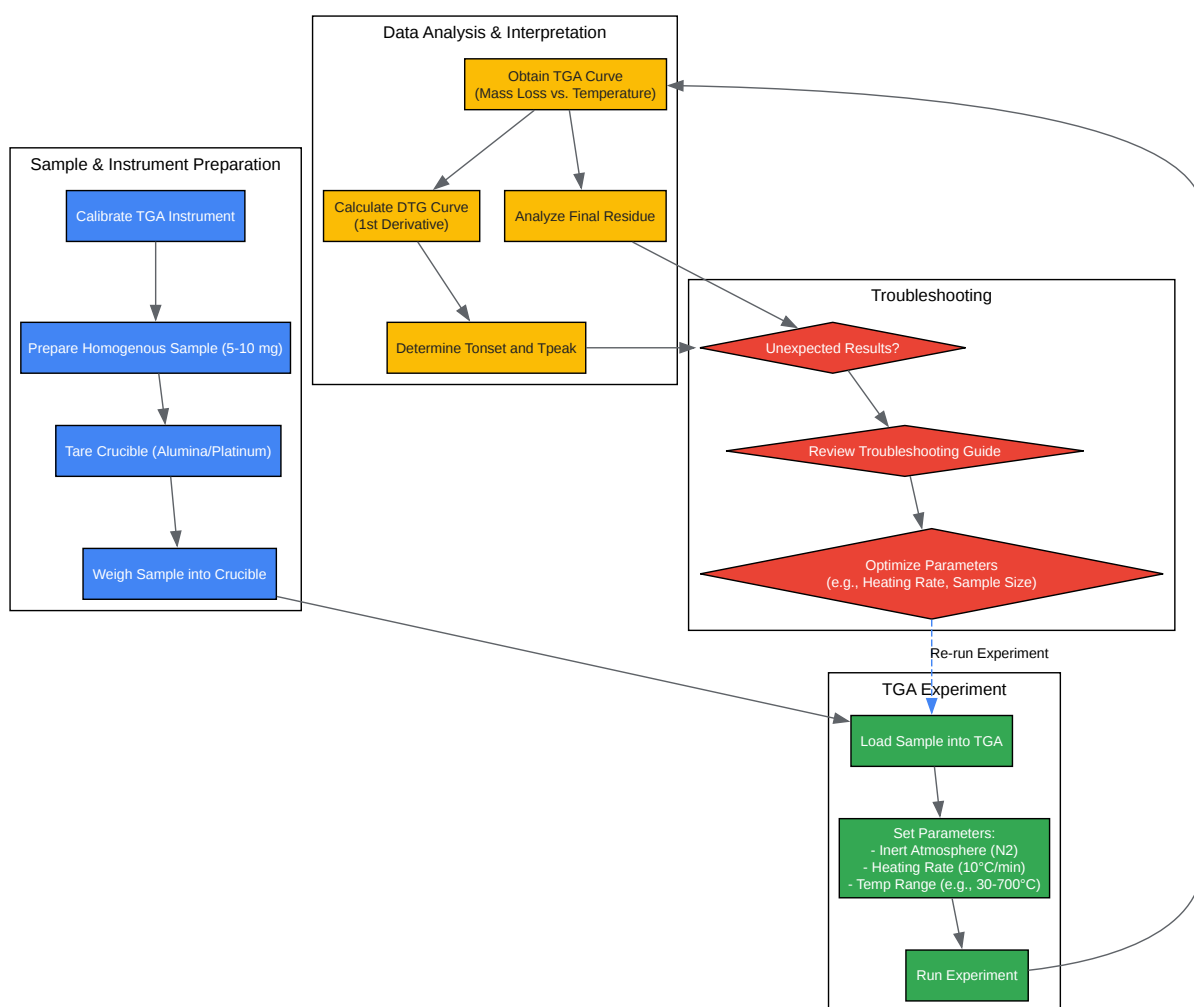 Data Analysis & Interpretation
Obtain TGA Curve
(Mass Loss vs. Temperature)
Calculate DTG Curve
(1st Derivative)
Analyze Final Residue
Determine Tonset and Tpeak
Sample & Instrument Preparation
Calibrate TGA Instrument
Prepare Homogenous Sample (5-10 mg)
Tare Crucible (Alumina/Platinum)
Weigh Sample into Crucible
Troubleshooting
Unexpected Results?
Review Troubleshooting Guide
Optimize Parameters
(e.g., Heating Rate, Sample Size)
Re-run Experiment
TGA Experiment
Load Sample into TGA
Set Parameters:
- Inert Atmosphere (N2)
- Heating Rate (10°C/min)
- Temp Range (e.g., 30-700°C)
Run Experiment